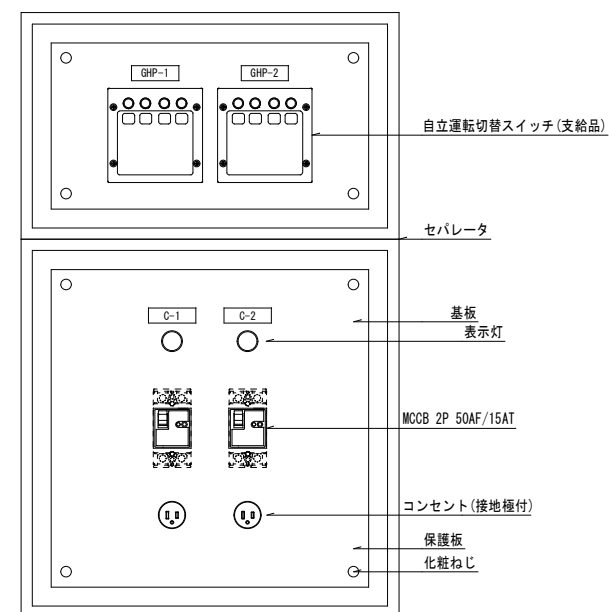 GHP-1
GHP-2
自立運転切替スイッチ(支給品)
セパレータ
C-1
C-2
基板
表示灯
MCCB 2P 50AF/15AT
コンセント(接地極付)
保護板
化粧ねじ